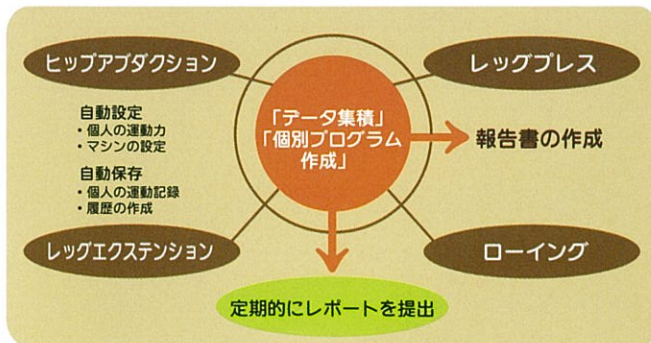 ヒップアブダクション
レッグプレス
自動設定
・個人の運動力
・マシンの設定
自動保存
・個人の運動記録
・履歴の作成
「データ集積」
「個別プログラム
作成」
報告書の作成
レッグエクステンション
ローイング
定期的にレポートを提出